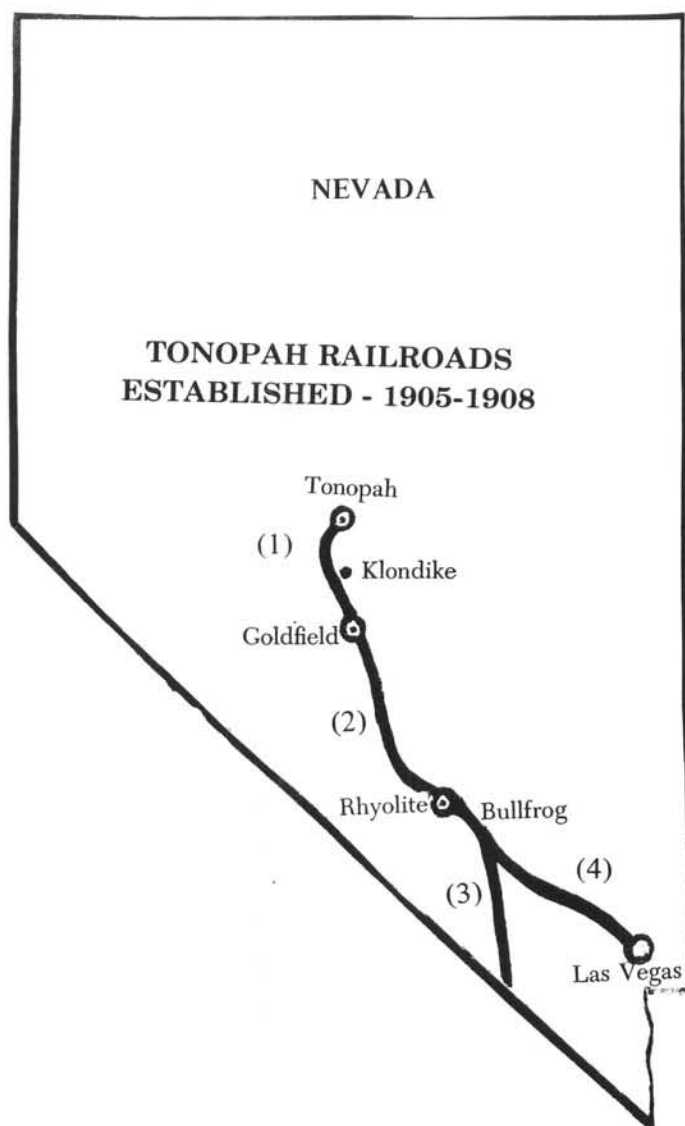 NEVADA
TONOPAH RAILROADS
ESTABLISHED - 1905-1908
Tonopah
(1)
Klondike
Goldfield
(2)
Rhyolite
Bullfrog
(3)
(4)
Las Vegas